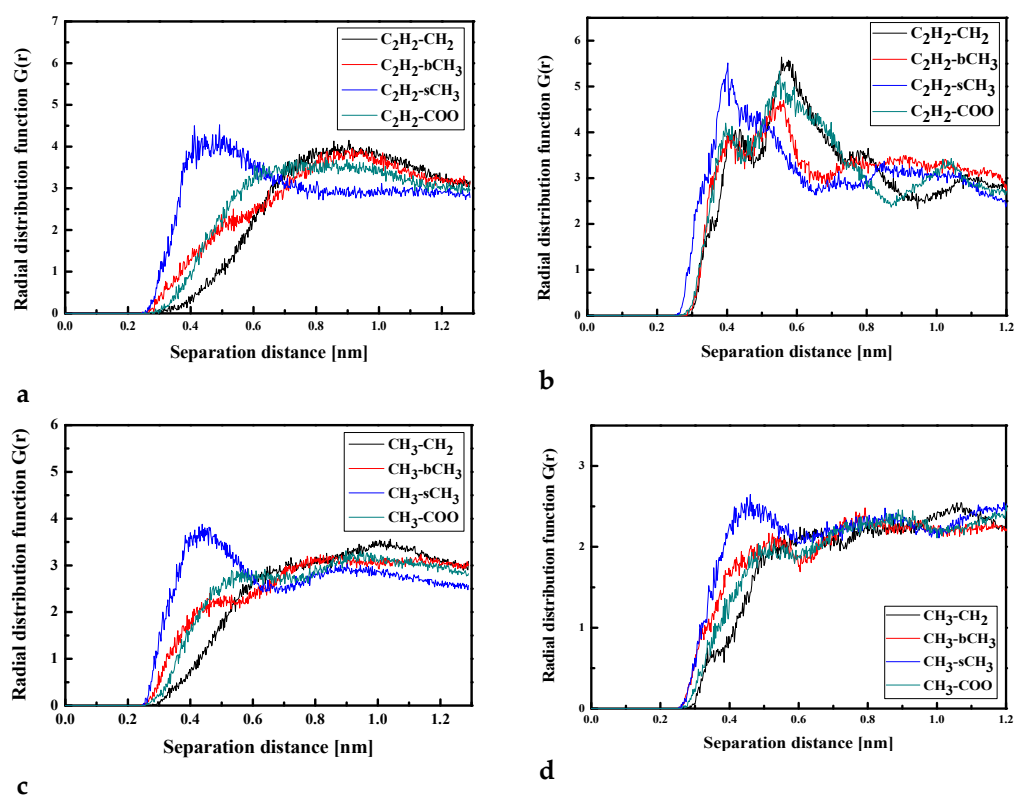 7
6
5
4
3
2
1
0
Radial distribution function G(r)
C₂H₂-CH₂
C₂H₂-bCH₃
C₂H₂-sCH₃
C₂H₂-COO
0.0 0.2 0.4 0.6 0.8 1.0 1.2
Separation distance [nm]
a
6
5
4
3
2
1
0
Radial distribution function G(r)
C₂H₂-CH₂
C₂H₂-bCH₃
C₂H₂-sCH₃
C₂H₂-COO
0.0 0.2 0.4 0.6 0.8 1.0 1.2
Separation distance [nm]
b
6
5
4
3
2
1
0
Radial distribution function G(r)
CH₃-CH₂
CH₃-bCH₃
CH₃-sCH₃
CH₃-COO
0.0 0.2 0.4 0.6 0.8 1.0 1.2
Separation distance [nm]
c
3
2
1
0
Radial distribution function G(r)
CH₃-CH₂
CH₃-bCH₃
CH₃-sCH₃
CH₃-COO
0.0 0.2 0.4 0.6 0.8 1.0 1.2
Separation distance [nm]
d